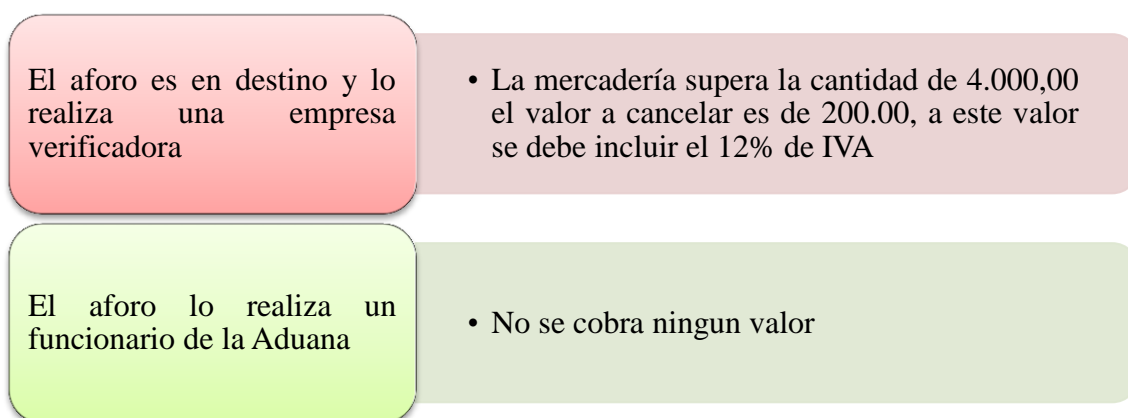 El aforo es en destino y lo
realiza una empresa
verificadora
• La mercadería supera la cantidad de 4.000,00
el valor a cancelar es de 200.00, a este valor
se debe incluir el 12% de IVA
El aforo lo realiza un
funcionario de la Aduana
• No se cobra ningun valor